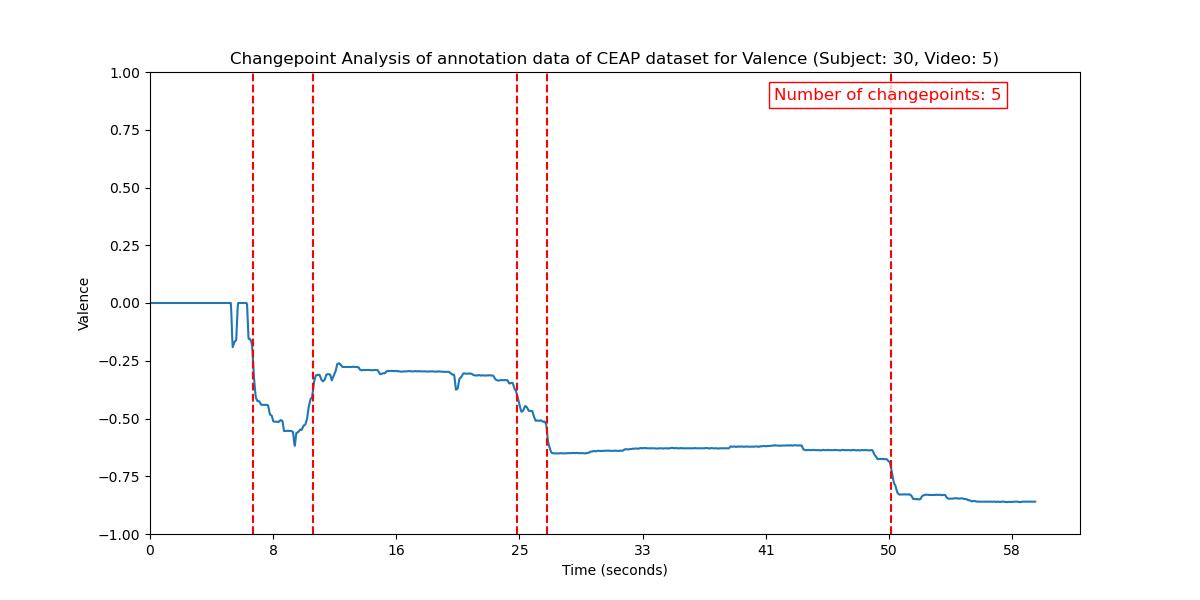 Changepoint Analysis of annotation data of CEAP dataset for Valence (Subject: 30, Video: 5)
Number of changepoints: 5
1.00
0.75
0.50
0.25
0.00
−0.25
−0.50
−0.75
−1.00
Valence
0 8 16 25 33 41 50 58
Time (seconds)